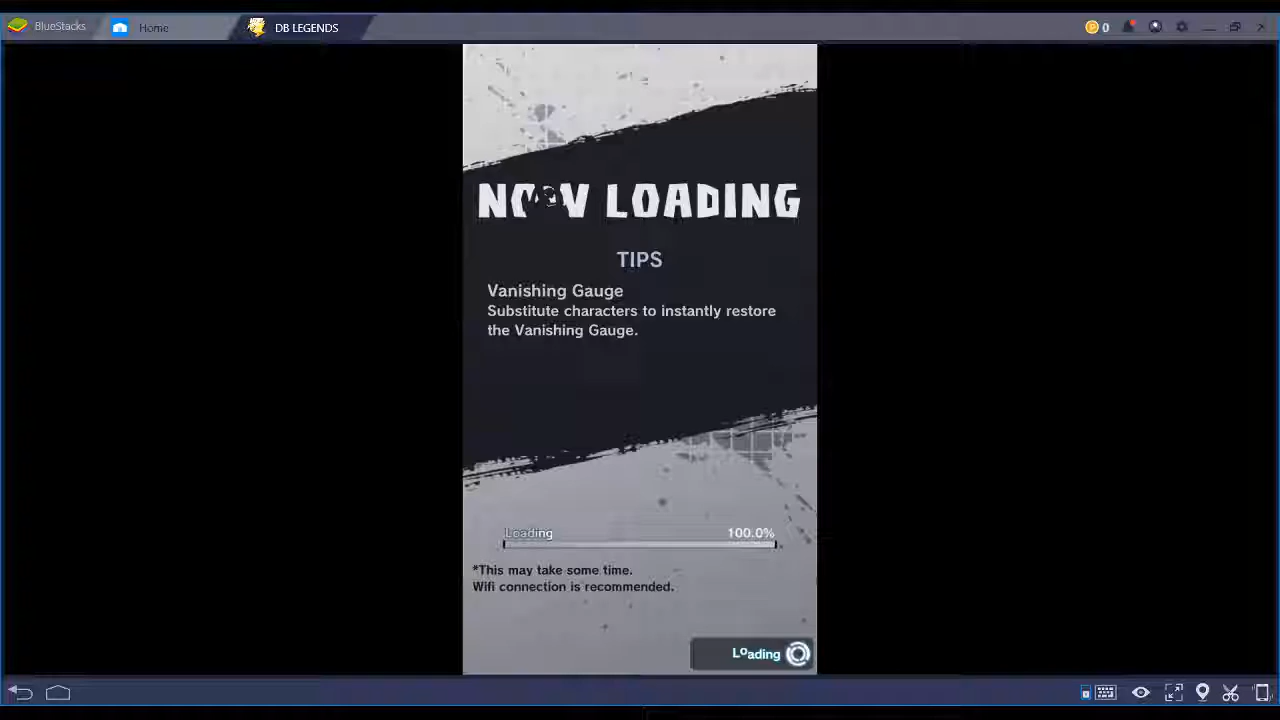 BlueStacks
Home
DB LEGENDS
0
NOW LOADING
TIPS
Vanishing Gauge
Substitute characters to instantly restore
the Vanishing Gauge.
Loading 100.0%
*This may take some time.
Wifi connection is recommended.
Loading